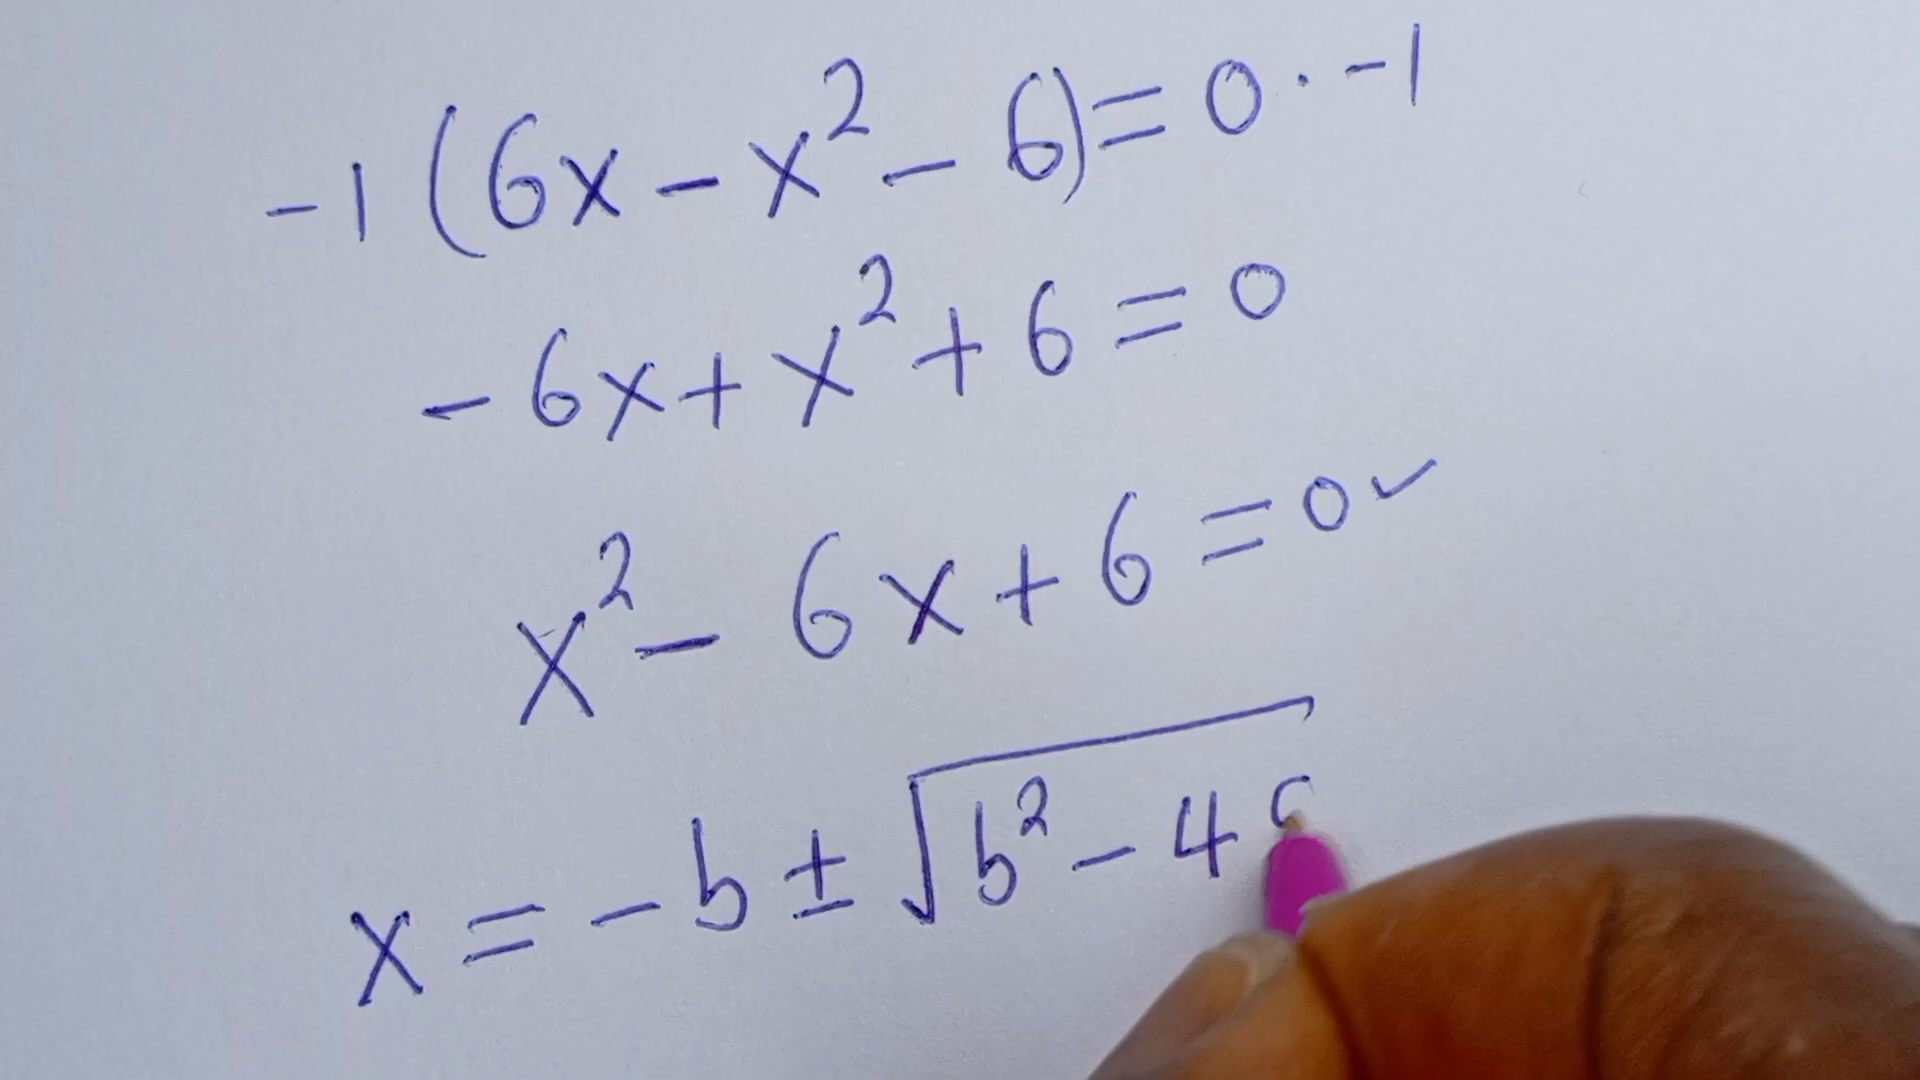 -1(6x - x² - 6) = 0 · -1
-6x + x² + 6 = 0
x² - 6x + 6 = 0 ✓
x = -b ± √b² - 4